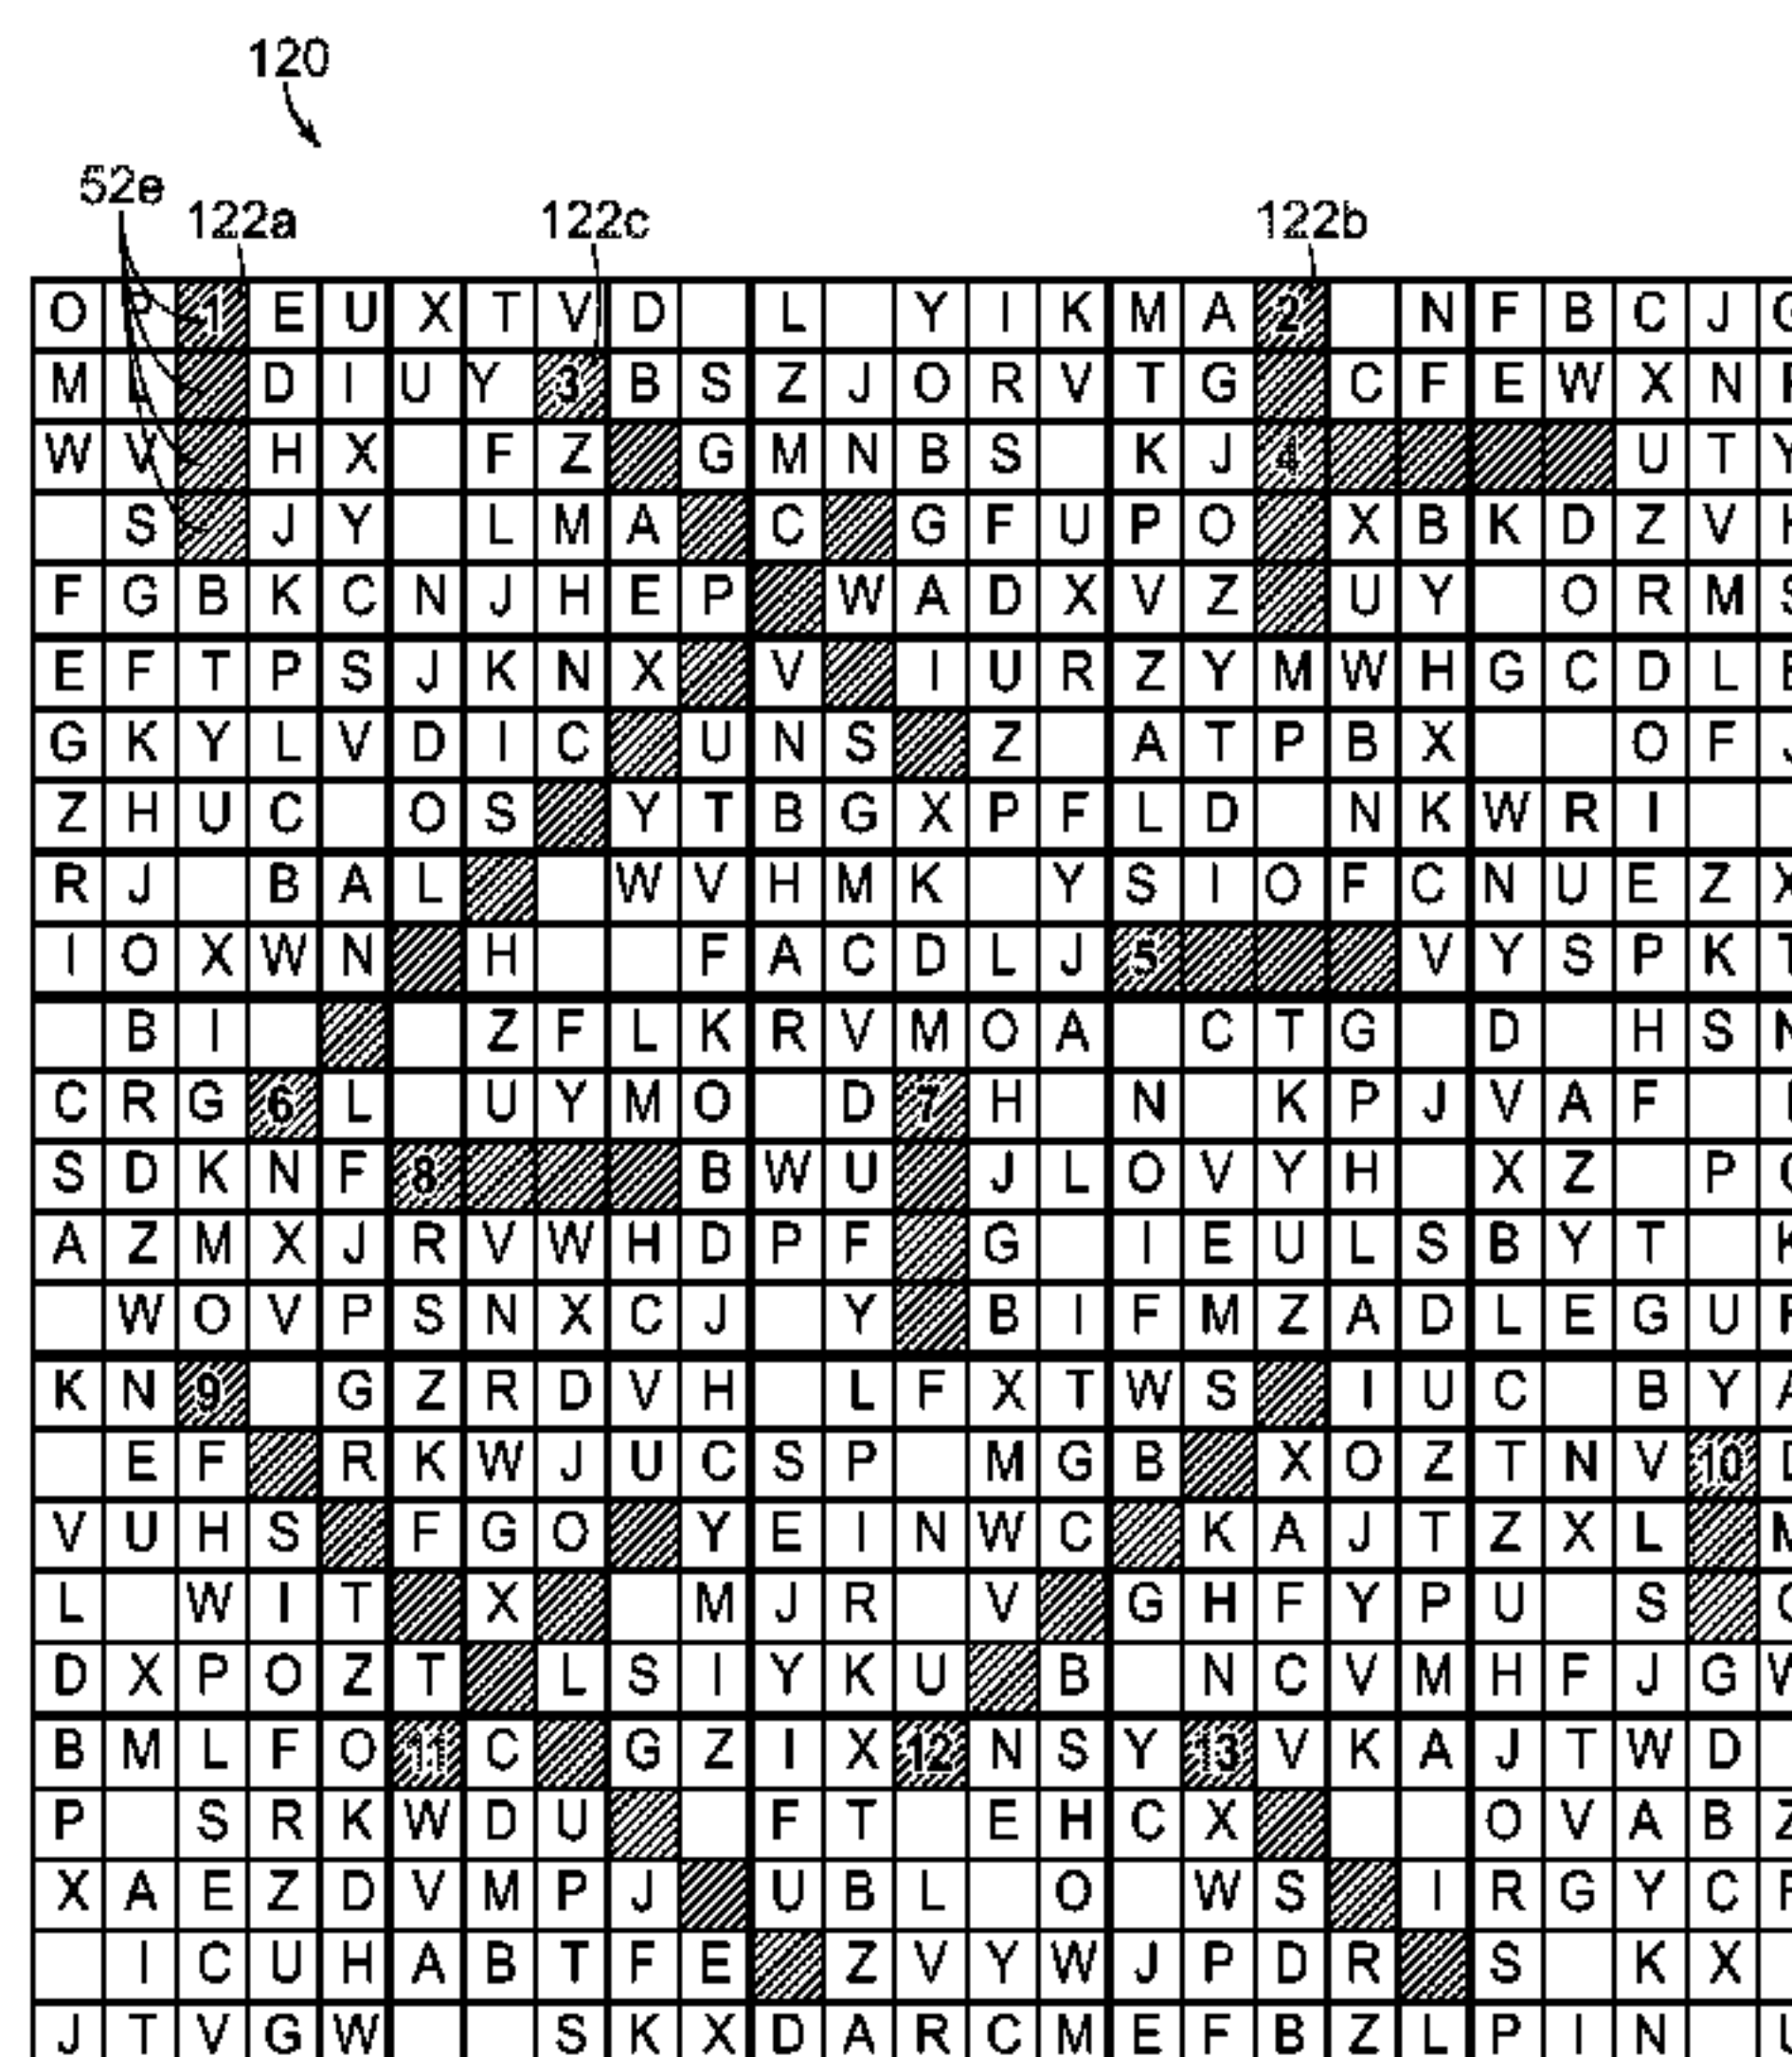 120
52e
122a 122c 122b
O P 1 E U X T V D L Y I K M A 2 N F B C J
M L D I U Y 3 B S Z J O R V T G C F E W X N
W V H X F Z G M N B S K J 4 U T
S J Y L M A C G F U P O X B K D Z V
F G B K C N J H E P W A D X V Z U Y O R M
E F T P S J K N X V I U R Z Y M W H G C D L
G K Y L V D I C U N S Z A T P B X O F
Z H U C O S Y T B G X P F L D N K W R I
R J B A L W V H M K Y S I O F C N U E Z X
I O X W N H F A C D L J 5 V Y S P K T
B I Z F L K R V M O A C T G D H S N
C R G 6 L U Y M O D 7 H N K P J V A F
S D K N F 8 B W U J L O V Y H X Z P
A Z M X J R V W H D P F G I E U L S B Y T K
W O V P S N X C J Y B I F M Z A D L E G U
K N 9 G Z R D V H L F X T W S I U C B Y A
E F R K W J U C S P M G B X O Z T N V 10
V U H S F G O Y E I N W C K A J T Z X L M
L W I T X M J R V G H F Y P U S
D X P O Z T L S I Y K U B N C V M H F J G W
B M L F O 11 C G Z I X 12 N S Y 13 V K A J T W D
P S R K W D U F T E H C X O V A B Z
X A E Z D V M P J U B L O W S I R G Y C
I C U H A B T F E Z V Y W J P D R S K X
J T V G W S K X D A R C M E F B Z L P I N